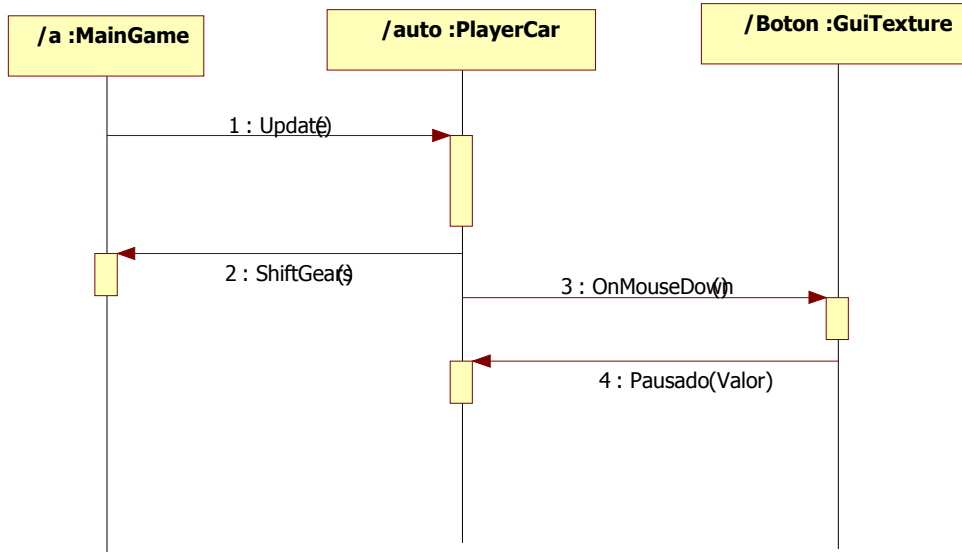 /a :MainGame
/auto :PlayerCar
/Boton :GuiTexture
1 : Update()
2 : ShiftGears()
3 : OnMouseDown()
4 : Pausado(Valor)